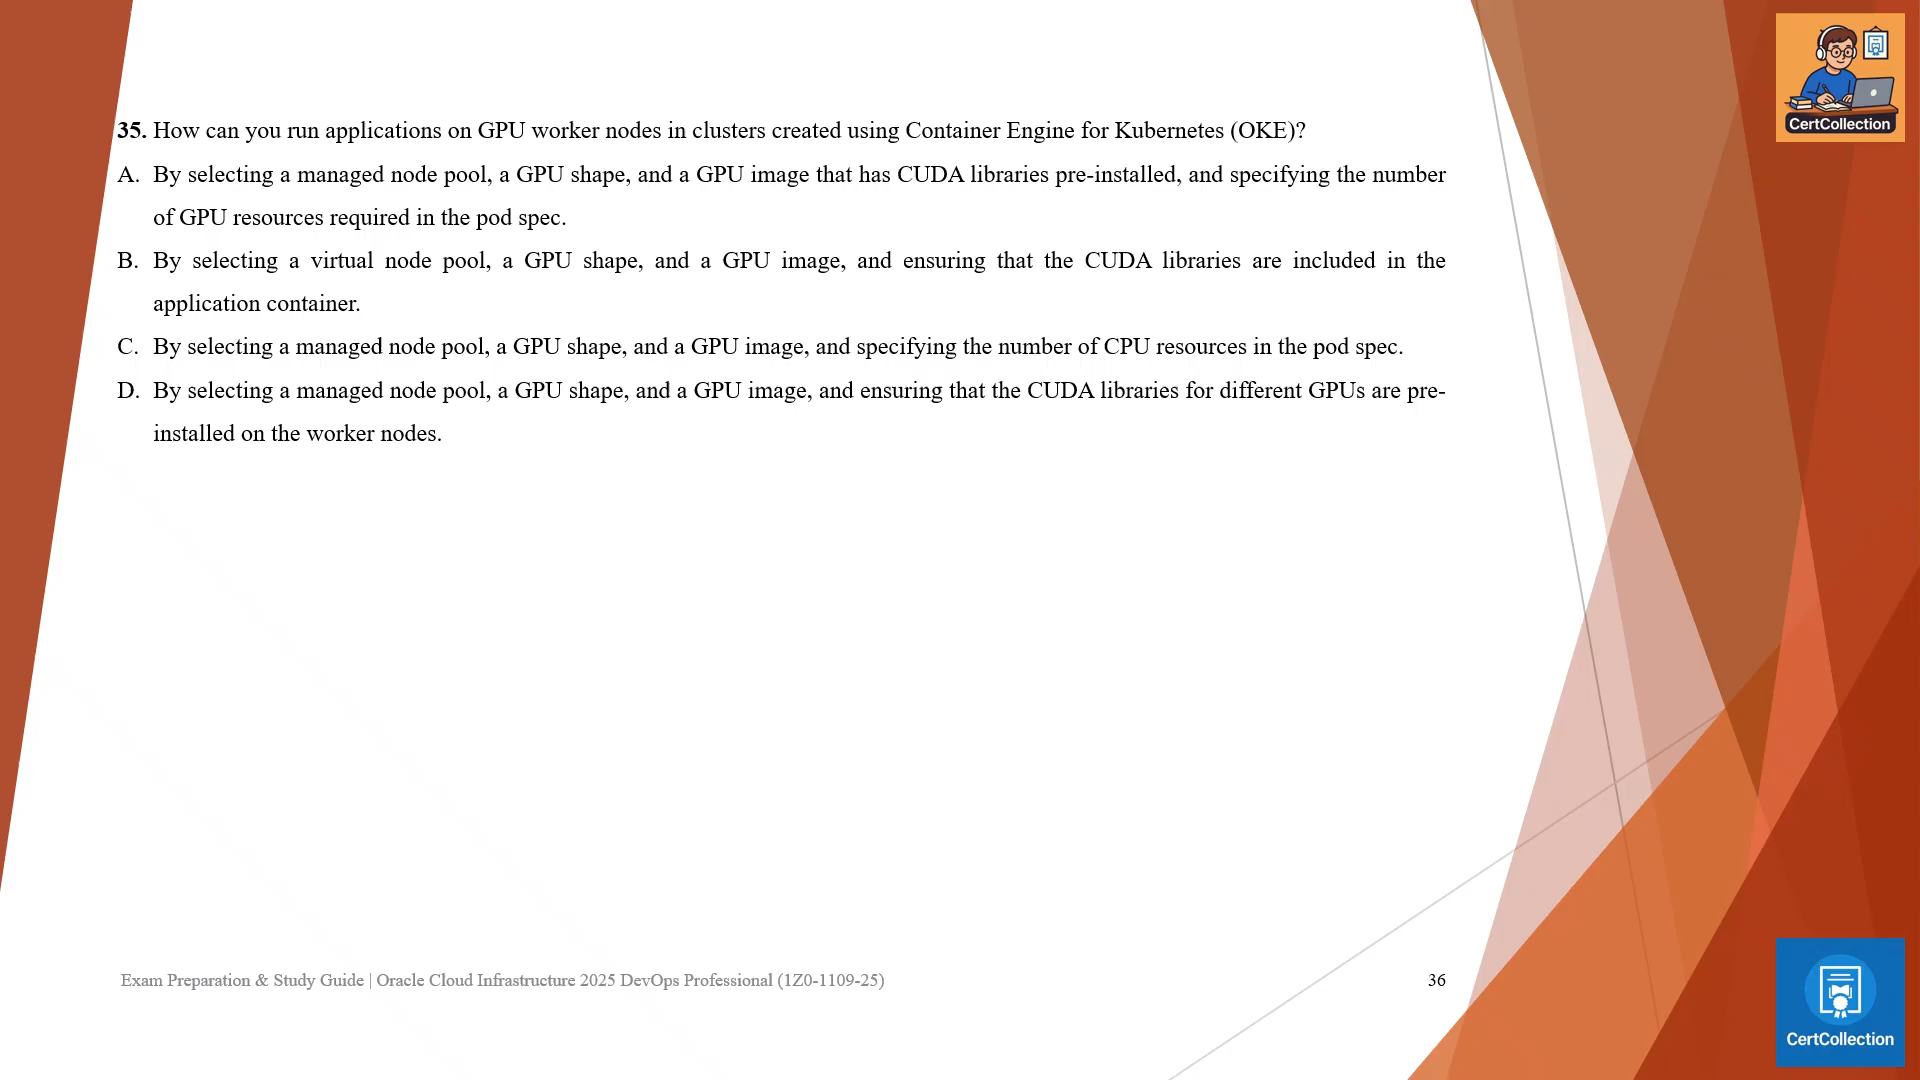 CertCollection
35. How can you run applications on GPU worker nodes in clusters created using Container Engine for Kubernetes (OKE)?
A. By selecting a managed node pool, a GPU shape, and a GPU image that has CUDA libraries pre-installed, and specifying the number
of GPU resources required in the pod spec.
B. By selecting a virtual node pool, a GPU shape, and a GPU image, and ensuring that the CUDA libraries are included in the
application container.
C. By selecting a managed node pool, a GPU shape, and a GPU image, and specifying the number of CPU resources in the pod spec.
D. By selecting a managed node pool, a GPU shape, and a GPU image, and ensuring that the CUDA libraries for different GPUs are pre-
installed on the worker nodes.
Exam Preparation & Study Guide | Oracle Cloud Infrastructure 2025 DevOps Professional (1Z0-1109-25)
36
CertCollection